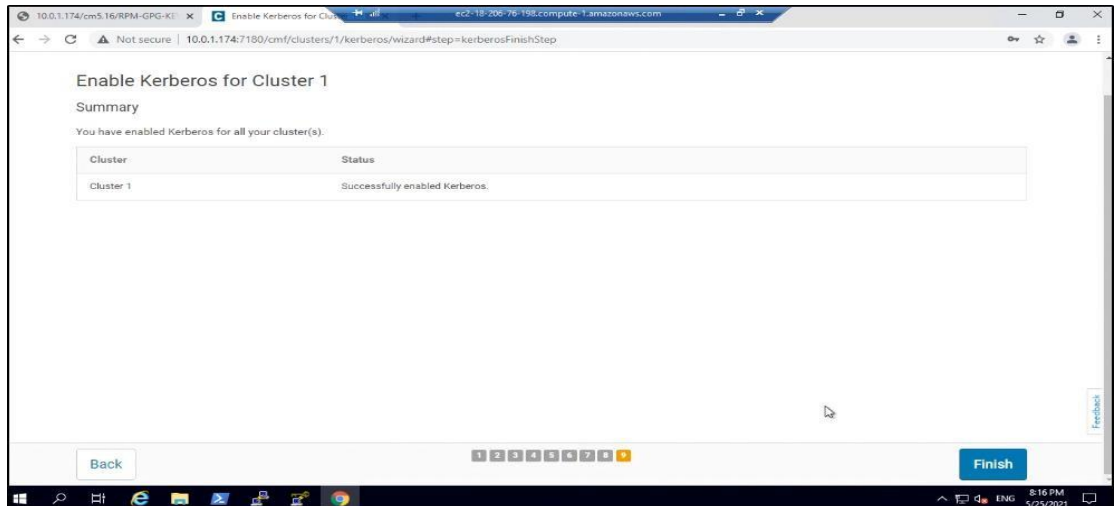 10.0.1.174/cm5.16/RPM-GPG-KE
Enable Kerberos for Clus
ec2-18-206-76-198.compute-1.amazonaws.com
Not secure | 10.0.1.174:7180/cmf/clusters/1/kerberos/wizard#step=kerberosFinishStep
Enable Kerberos for Cluster 1
Summary
You have enabled Kerberos for all your cluster(s).
Cluster Status
Cluster 1 Successfully enabled Kerberos.
Feedback
Back 1 2 3 4 5 6 7 8 9 Finish
ENG 8:16 PM
5/25/2021